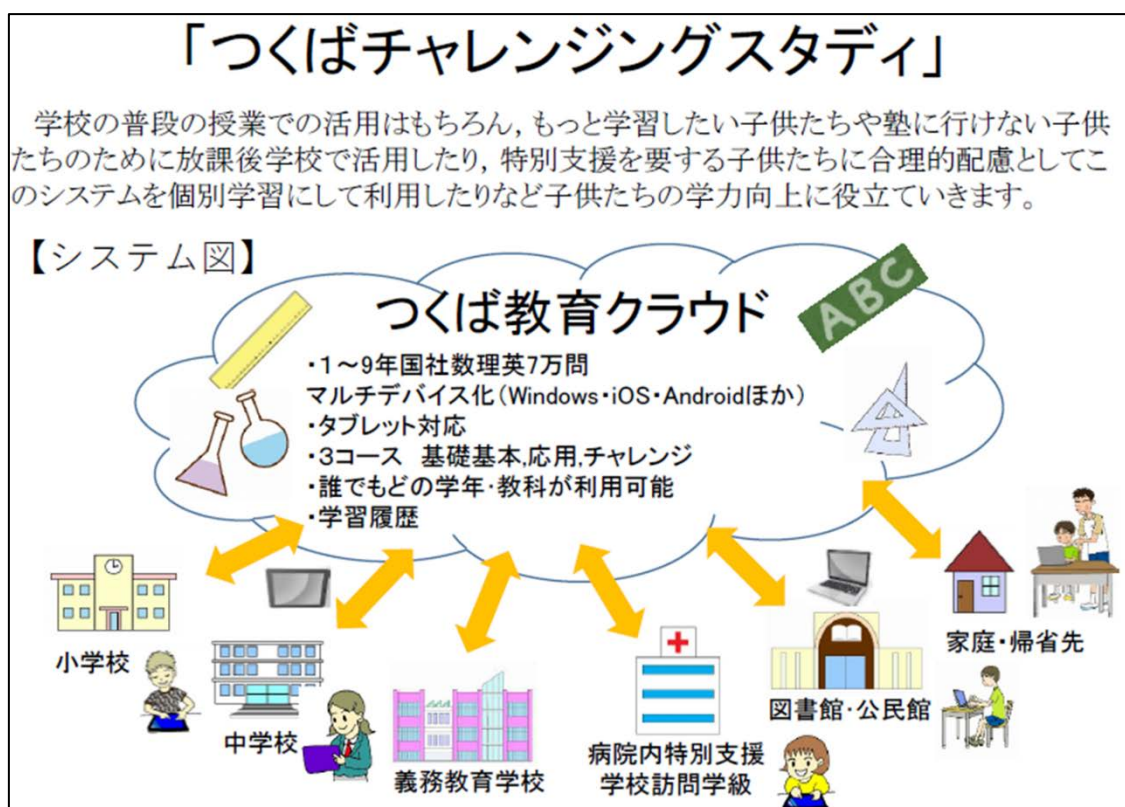 「つくばチャレンジングスタディ」
学校の普段の授業での活用はもちろん,もっと学習したい子供たちや塾に行けない子供
たちのために放課後学校で活用したり,特別支援を要する子供たちに合理的配慮としてこ
のシステムを個別学習にして利用したりなど子供たちの学力向上に役立ていきます。
【システム図】
つくば教育クラウド
ABC
・1～9年国社数理英7万問
マルチデバイス化(Windows・iOS・Androidほか)
・タブレット対応
・3コース 基礎基本,応用,チャレンジ
・誰でもどの学年・教科が利用可能
・学習履歴
小学校
中学校
義務教育学校
病院内特別支援
学校訪問学級
図書館・公民館
家庭・帰省先